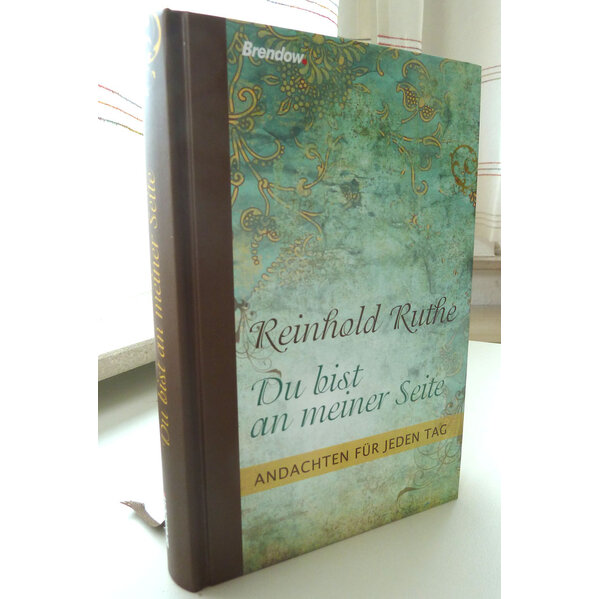 Brendow.
Reinhold Ruthe
Du bist
an meiner Seite
ANDACHTEN FÜR JEDEN TAG
Du bist an meiner Seite